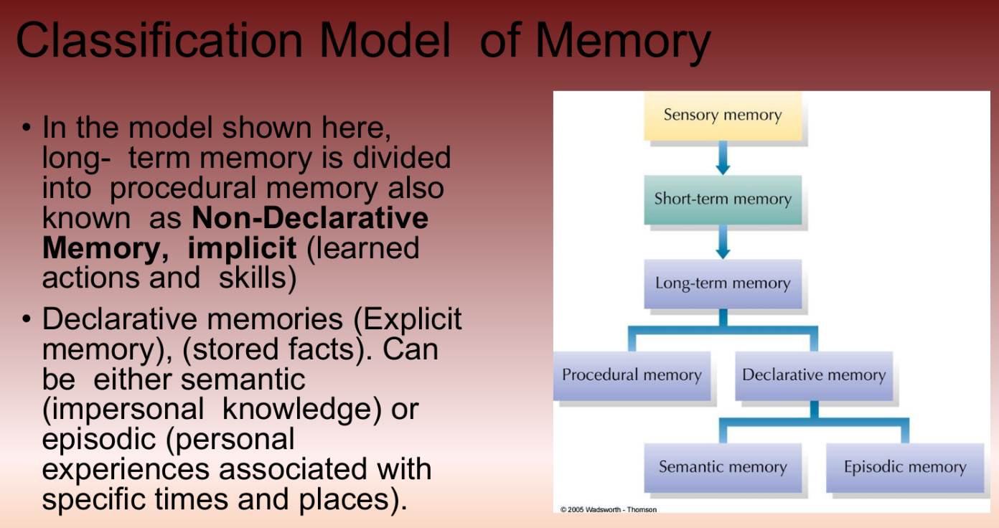 Classification Model of Memory
• In the model shown here,
long- term memory is divided
into procedural memory also
known as Non-Declarative
Memory, implicit (learned
actions and skills)
• Declarative memories (Explicit
memory), (stored facts). Can
be either semantic
(impersonal knowledge) or
episodic (personal
experiences associated with
specific times and places).
Sensory memory
Short-term memory
Long-term memory
Procedural memory
Declarative memory
Semantic memory
Episodic memory
© 2005 Wadsworth - Thomson